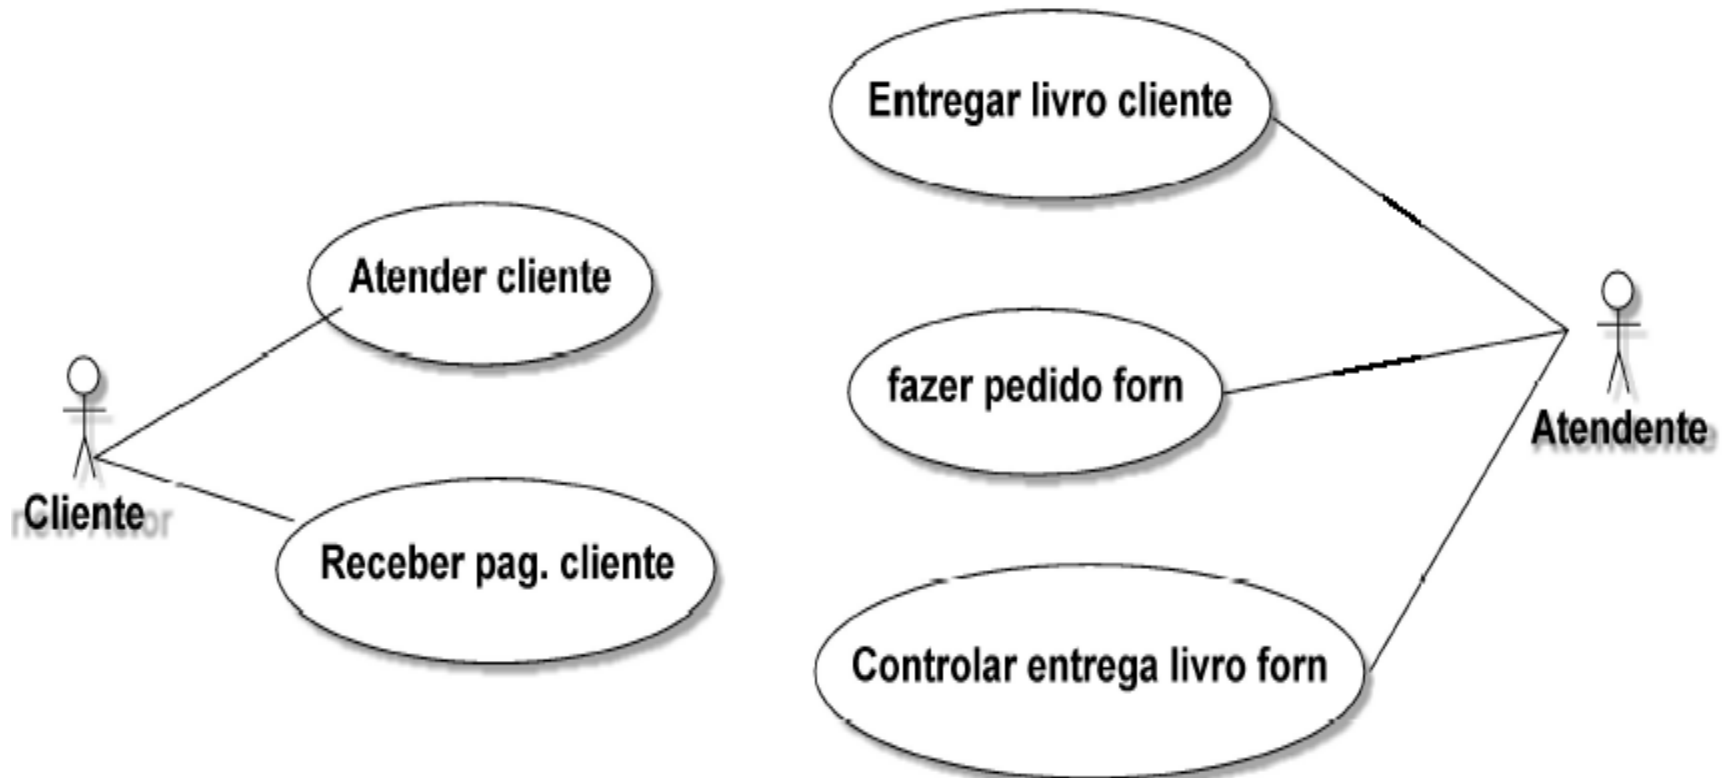 Entregar livro cliente
Atender cliente
fazer pedido forn
Atendente
Cliente
Receber pag. cliente
Controlar entrega livro forn